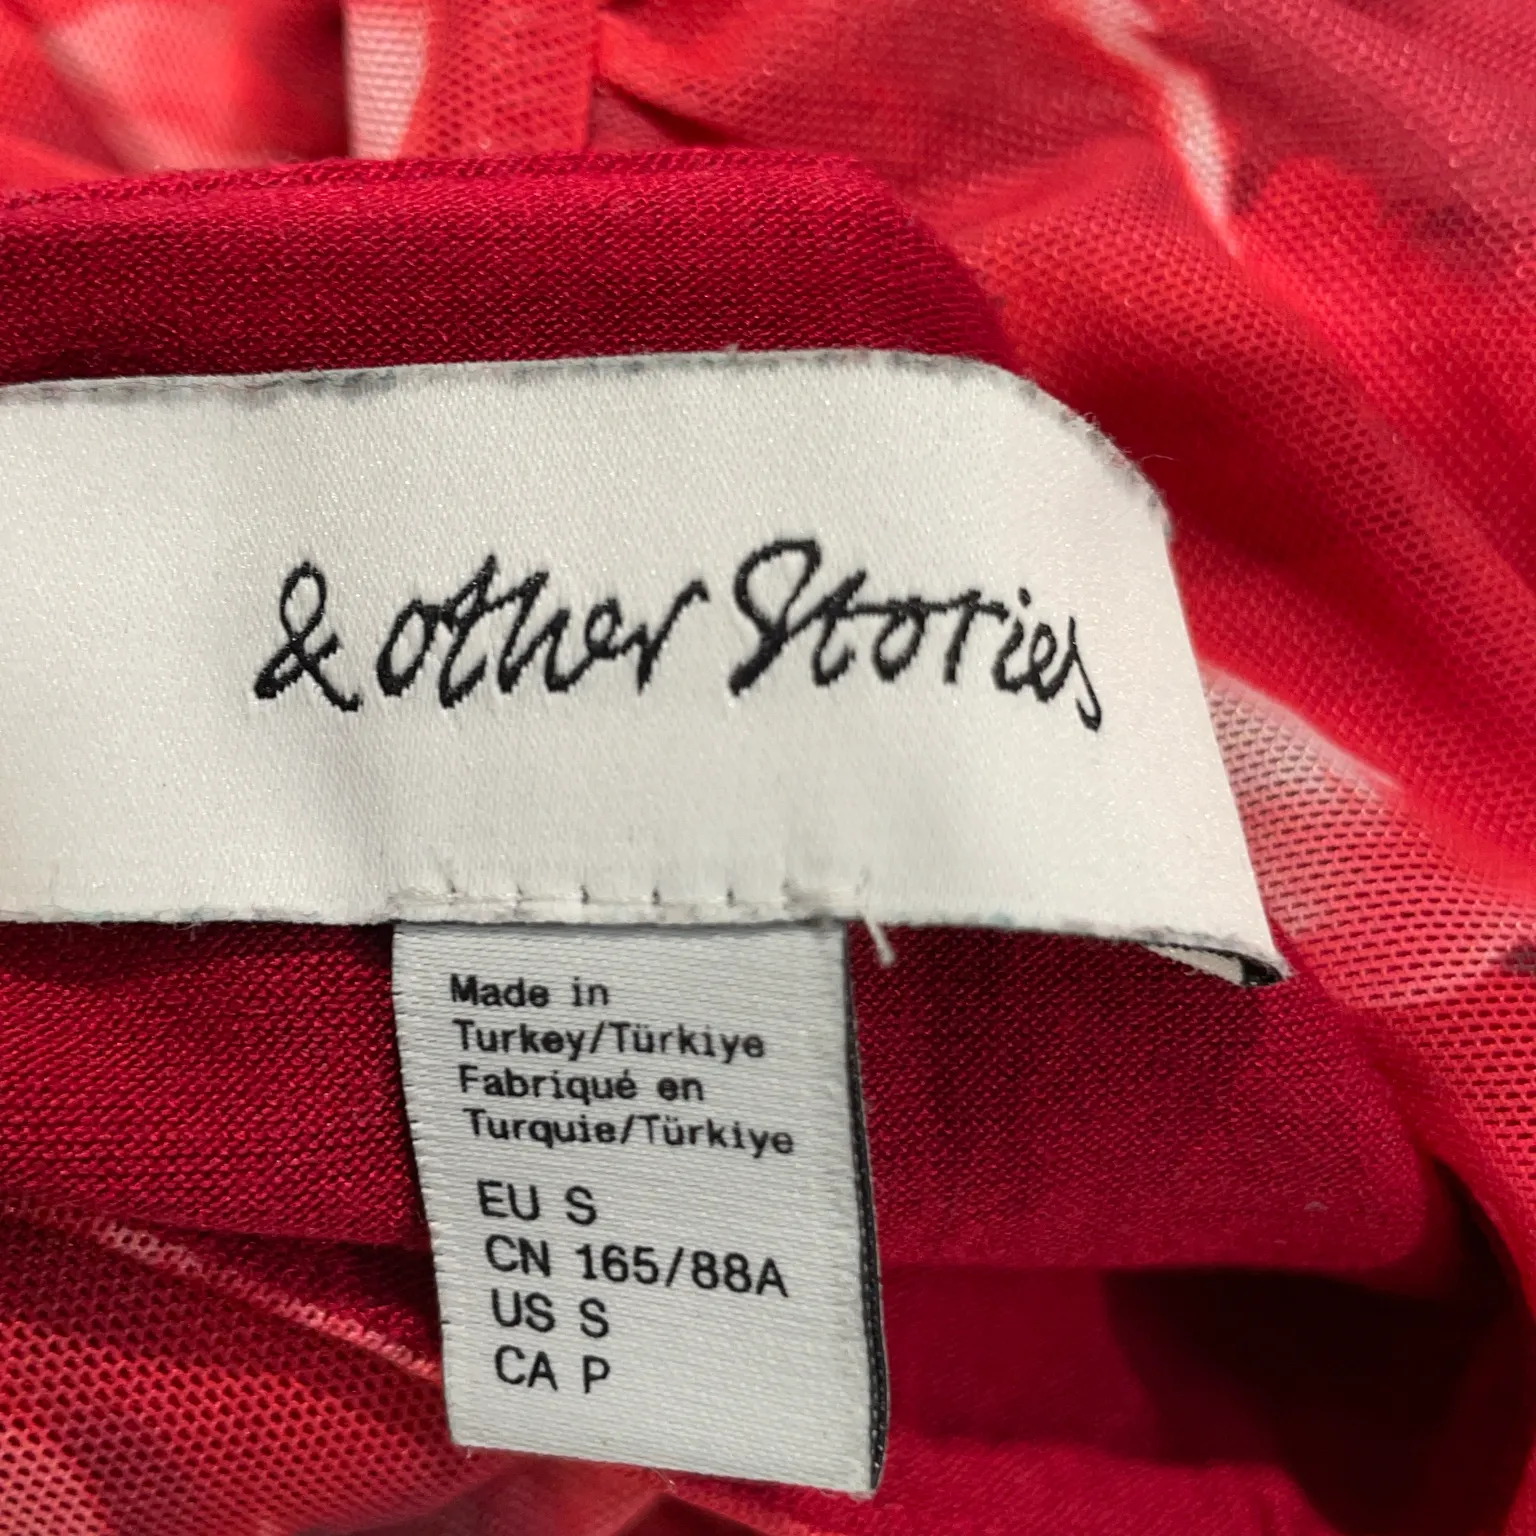 & other Stories
Made in
Turkey/Türkiye
Fabriqué en
Turquie/Türkiye
EU S
CN 165/88A
US S
CA P